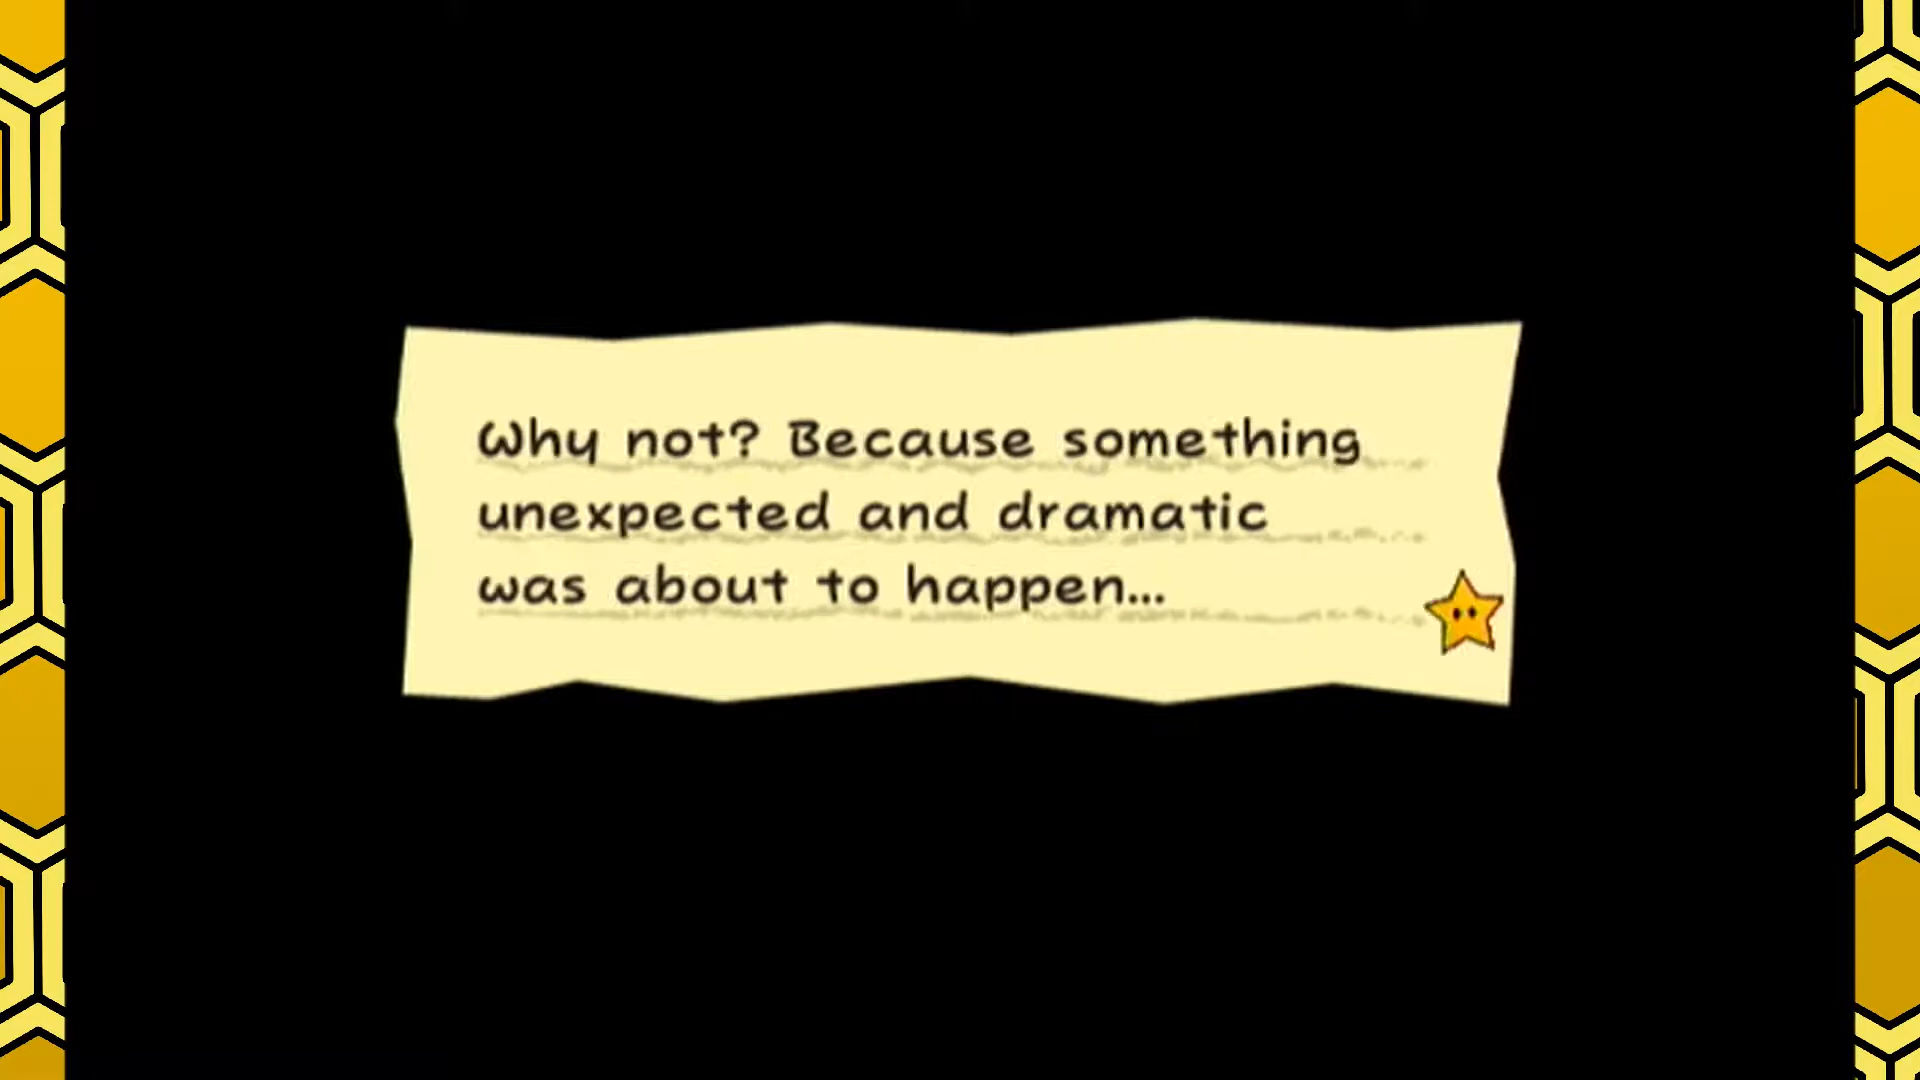 Why not? Because something
unexpected and dramatic
was about to happen...